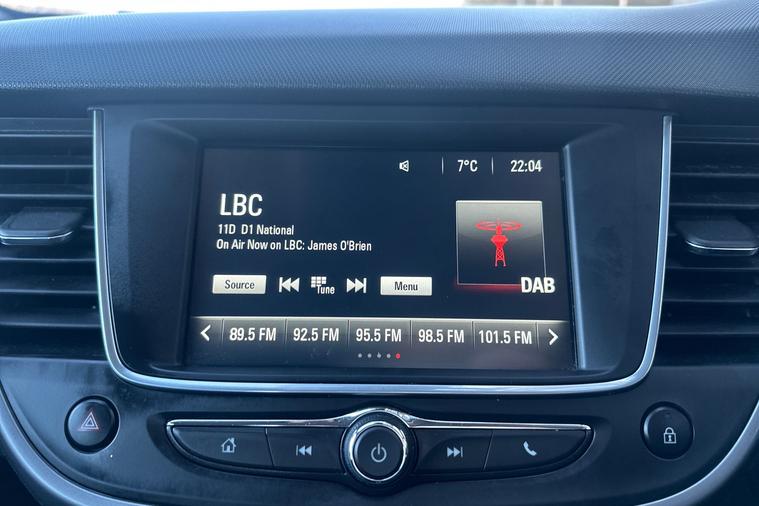 7°C 22:04
LBC
11D D1 National
On Air Now on LBC: James O'Brien
DAB
Source Tune Menu
89.5 FM 92.5 FM 95.5 FM 98.5 FM 101.5 FM